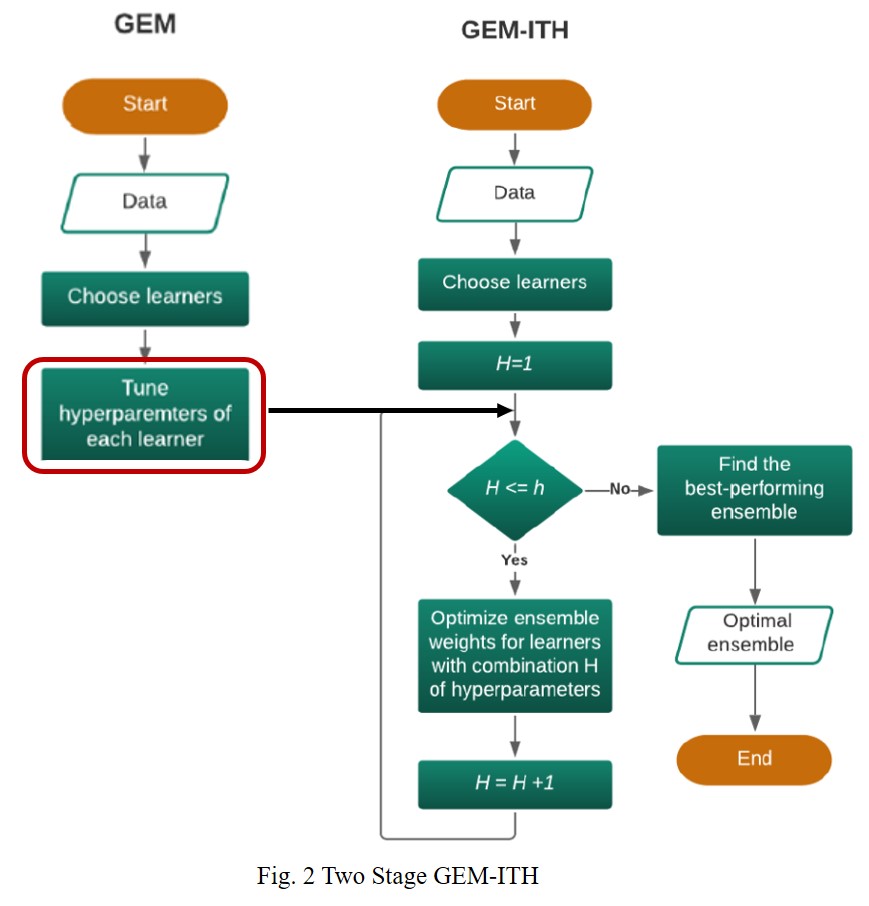 GEM
Start
Data
Choose learners
Tune
hyperparemters of
each learner
GEM-ITH
Start
Data
Choose learners
H=1
H <= h
No
Yes
Optimize ensemble
weights for learners
with combination H
of hyperparameters
H = H +1
Find the
best-performing
ensemble
Optimal
ensemble
End
Fig. 2 Two Stage GEM-ITH